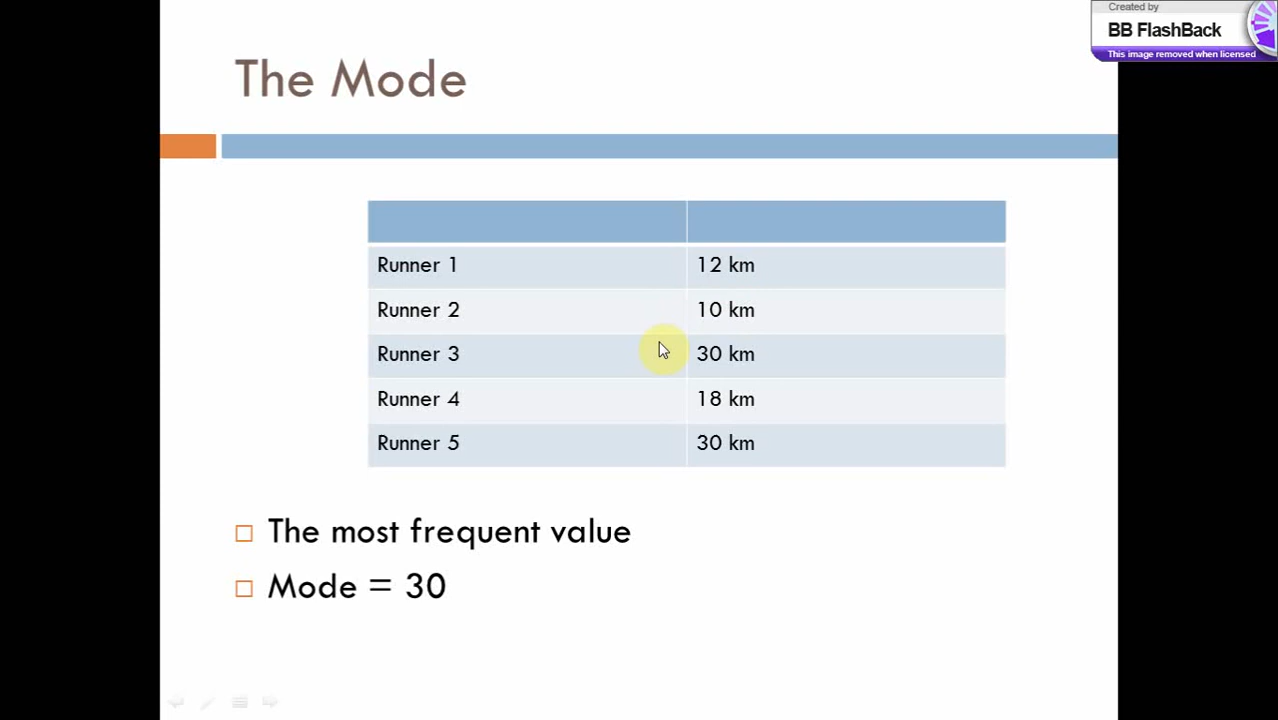 Created by
BB FlashBack
This image removed when licensed
The Mode
Runner 1 12 km
Runner 2 10 km
Runner 3 30 km
Runner 4 18 km
Runner 5 30 km
The most frequent value
Mode = 30